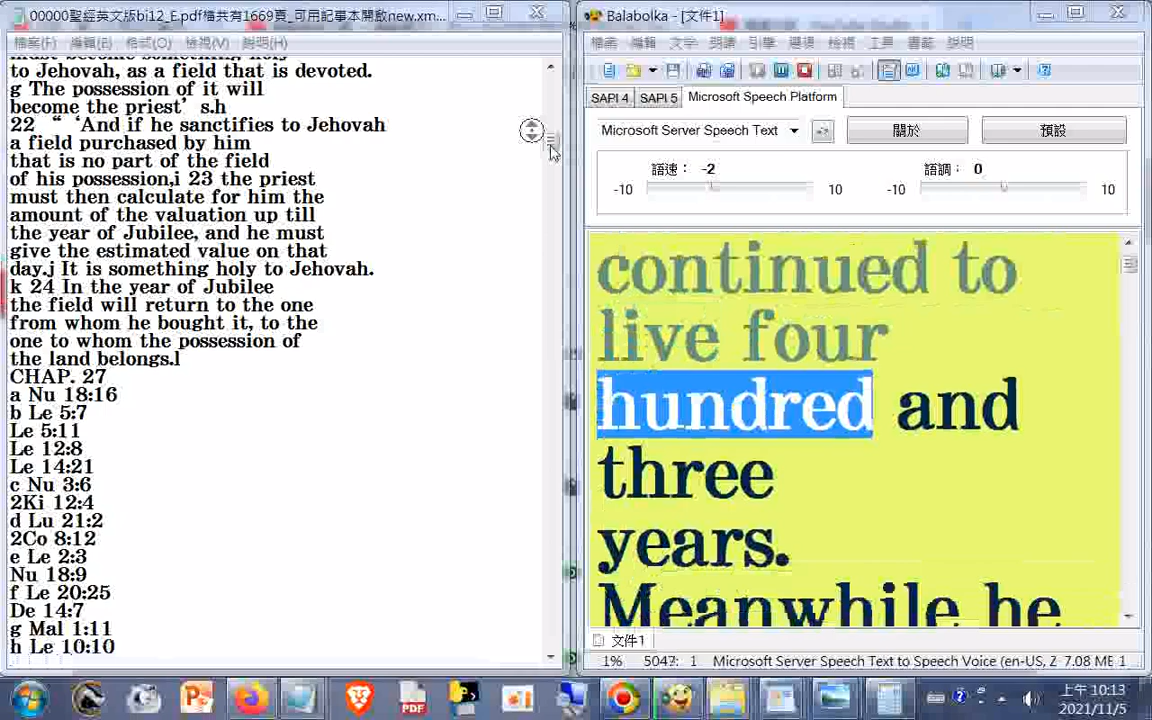 00000聖經英文版bi12_E.pdf檔共有1669頁_可用記事本開啟new.xm...
檔案(F) 編輯(E) 格式(O) 檢視(V) 說明(H)
must become something holy
to Jehovah, as a field that is devoted.
g The possession of it will
become the priest’s.h
22 “ ‘And if he sanctifies to Jehovah
a field purchased by him
that is no part of the field
of his possession,i 23 the priest
must then calculate for him the
amount of the valuation up till
the year of Jubilee, and he must
give the estimated value on that
day.j It is something holy to Jehovah.
k 24 In the year of Jubilee
the field will return to the one
from whom he bought it, to the
one to whom the possession of
the land belongs.l
CHAP. 27
a Nu 18:16
b Le 5:7
Le 5:11
Le 12:8
Le 14:21
c Nu 3:6
2Ki 12:4
d Lu 21:2
2Co 8:12
e Le 2:3
Nu 18:9
f Le 20:25
De 14:7
g Mal 1:11
h Le 10:10
Balabolka - [文件1]
檔案 編輯 文字 朗讀 引擎 選項 檢視 工具 書籤 說明
SAPI 4 SAPI 5 Microsoft Speech Platform
Microsoft Server Speech Text 關於 預設
語速： -2 語調： 0
-10 10 -10 10
continued to
live four
hundred and
three
years.
Meanwhile he
文件1
1% 5047: 1 Microsoft Server Speech Text to Speech Voice (en-US, Z 7.08 ME 1
PDF
上午 10:13
2021/11/5